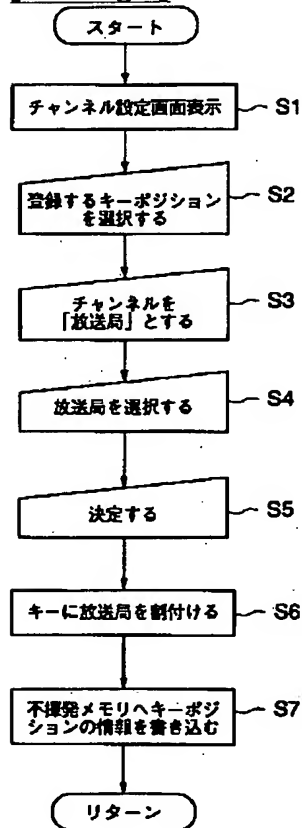 スタート
チャンネル設定画面表示
S1
登録するキーポジション
を選択する
S2
チャンネルを
「放送局」とする
S3
放送局を選択する
S4
決定する
S5
キーに放送局を割付ける
S6
不揮発メモリへキーポジ
ションの情報を書き込む
S7
リターン